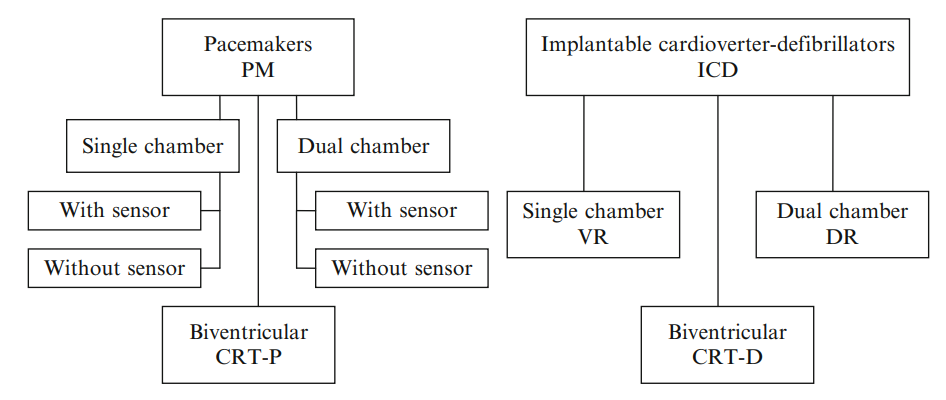 Pacemakers
PM
Single chamber
With sensor
Without sensor
Dual chamber
With sensor
Without sensor
Biventricular
CRT-P
Implantable cardioverter-defibrillators
ICD
Single chamber
VR
Dual chamber
DR
Biventricular
CRT-D